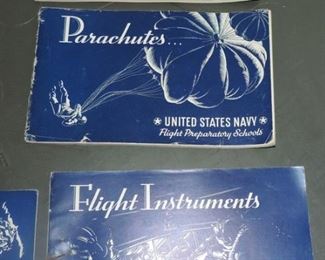 Parachutes...
★ UNITED STATES NAVY ★
Flight Preparatory Schools
Flight Instruments